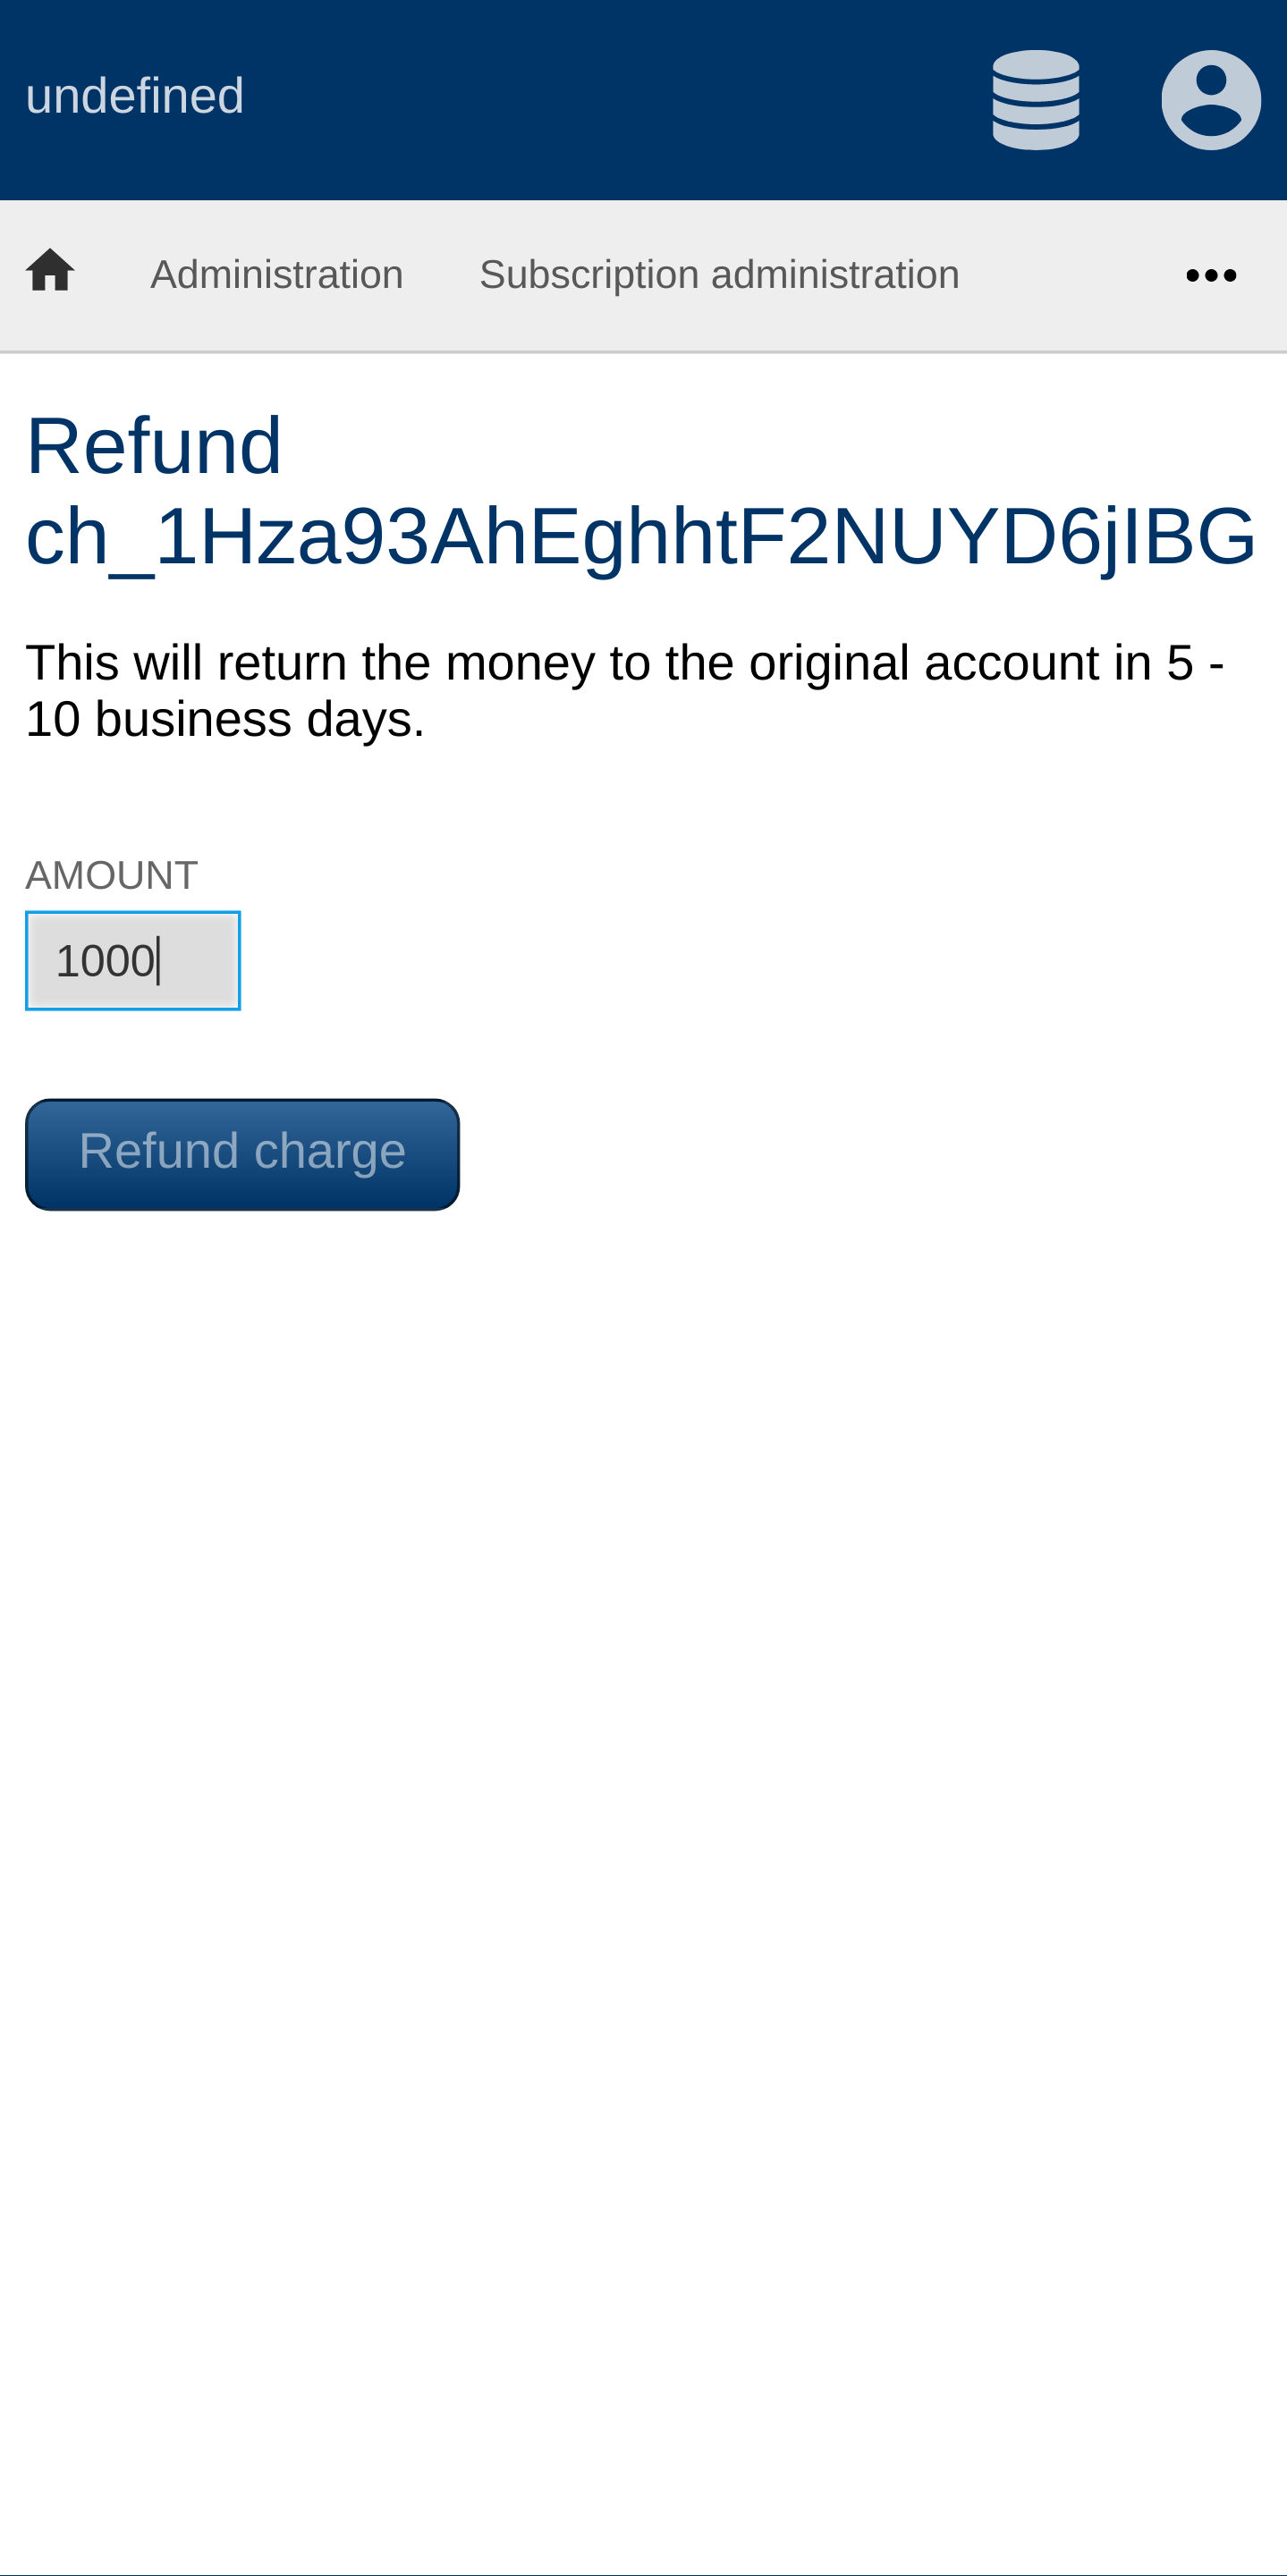 undefined
Administration Subscription administration
Refund
ch_1Hza93AhEghhtF2NUYD6jIBG
This will return the money to the original account in 5 -
10 business days.
AMOUNT
1000
Refund charge